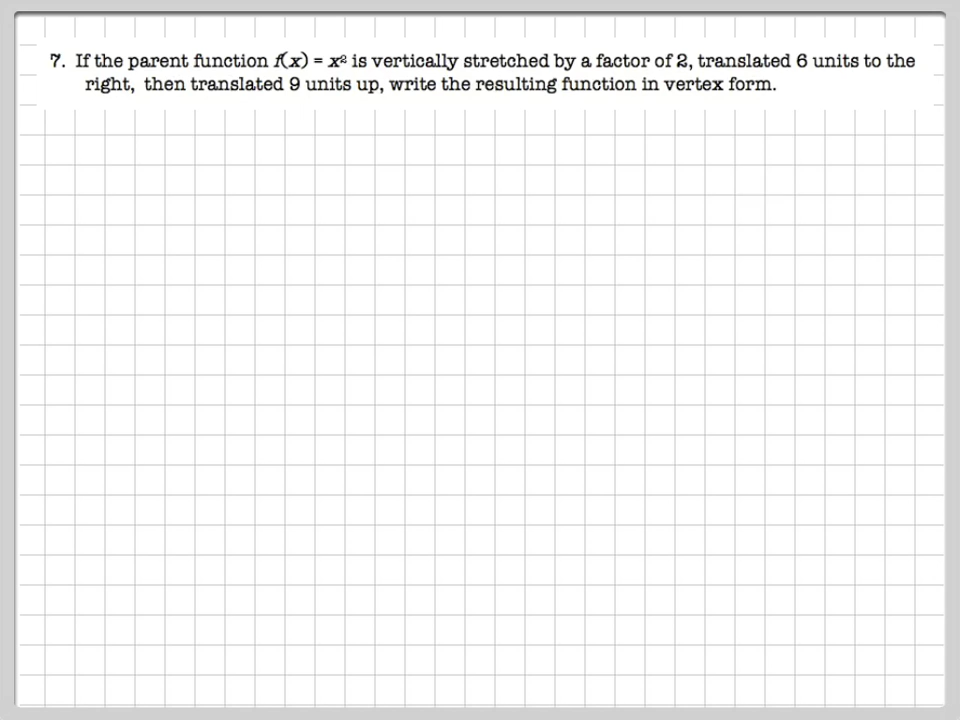 7. If the parent function f(x) = x² is vertically stretched by a factor of 2, translated 6 units to the
right, then translated 9 units up, write the resulting function in vertex form.